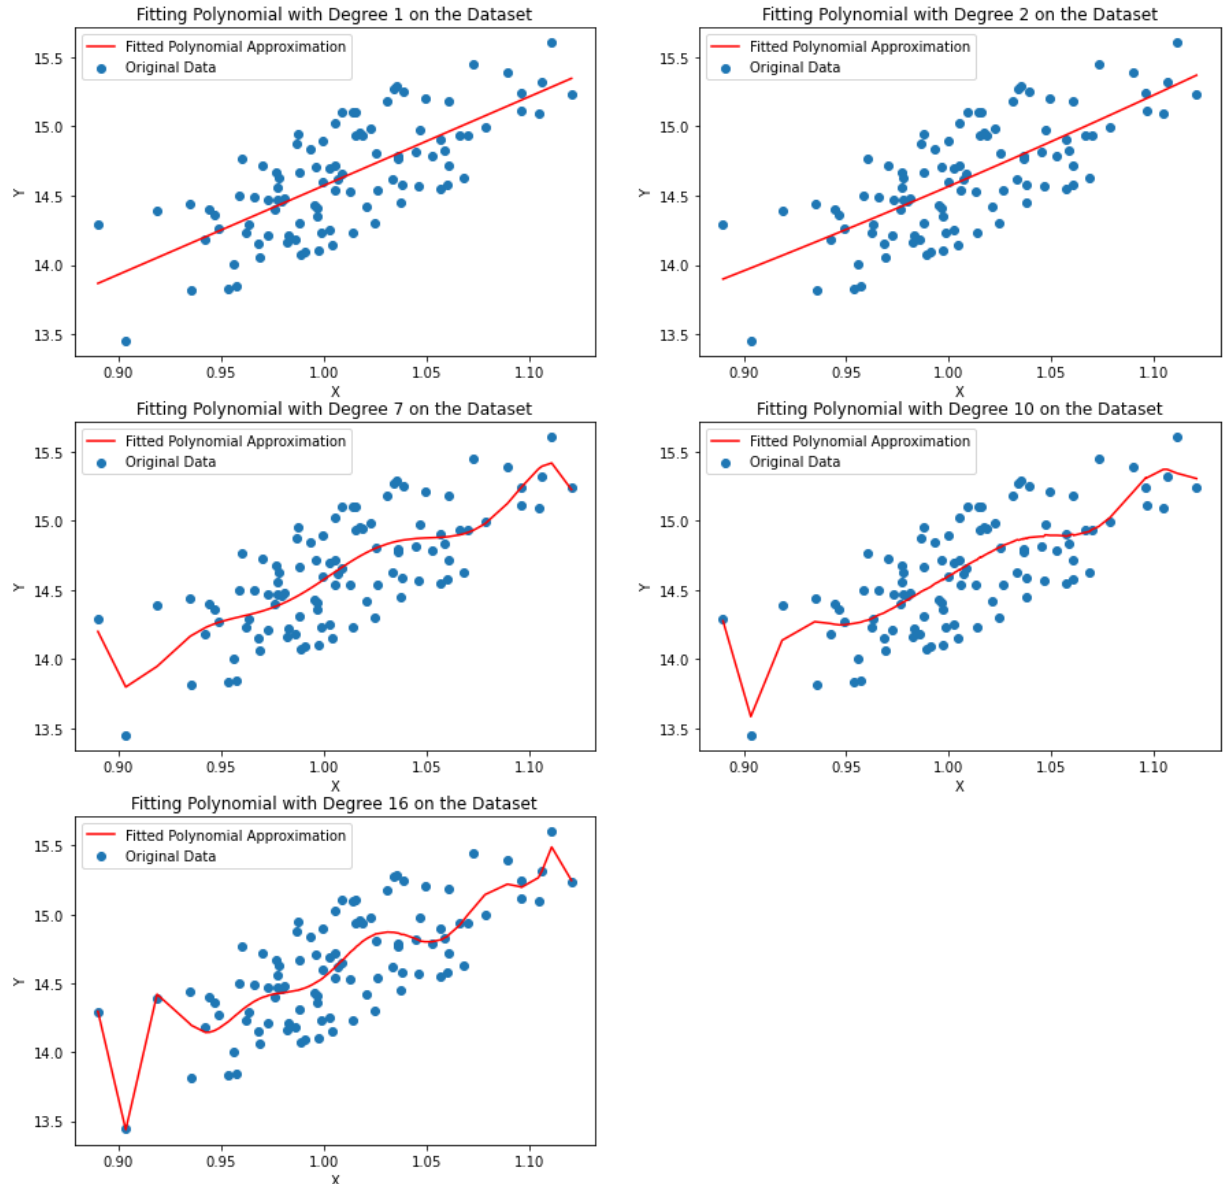 Fitting Polynomial with Degree 1 on the Dataset
Fitted Polynomial Approximation
Original Data
15.5
15.0
14.5
14.0
13.5
Y
0.90 0.95 1.00 1.05 1.10
X
Fitting Polynomial with Degree 2 on the Dataset
Fitted Polynomial Approximation
Original Data
15.5
15.0
14.5
14.0
13.5
Y
0.90 0.95 1.00 1.05 1.10
X
Fitting Polynomial with Degree 7 on the Dataset
Fitted Polynomial Approximation
Original Data
15.5
15.0
14.5
14.0
13.5
Y
0.90 0.95 1.00 1.05 1.10
X
Fitting Polynomial with Degree 10 on the Dataset
Fitted Polynomial Approximation
Original Data
15.5
15.0
14.5
14.0
13.5
Y
0.90 0.95 1.00 1.05 1.10
X
Fitting Polynomial with Degree 16 on the Dataset
Fitted Polynomial Approximation
Original Data
15.5
15.0
14.5
14.0
13.5
Y
0.90 0.95 1.00 1.05 1.10
X